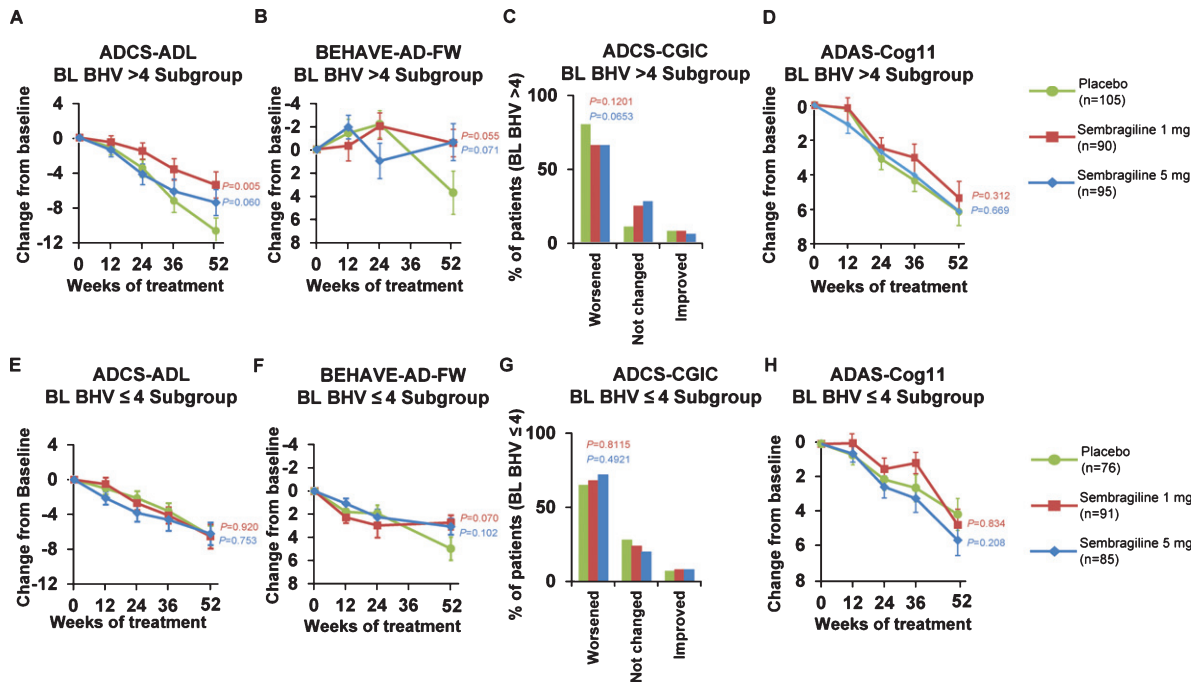 A
ADCS-ADL
BL BHV >4 Subgroup
Change from baseline
4
0
-4
-8
-12
P=0.005
P=0.060
0 12 24 36 52
Weeks of treatment
B
BEHAVE-AD-FW
BL BHV >4 Subgroup
Change from baseline
-4
-2
0
2
4
6
8
P=0.055
P=0.071
0 12 24 36 52
Weeks of treatment
C
ADCS-CGIC
BL BHV >4 Subgroup
% of patients (BL BHV >4)
100
50
0
P=0.1201
P=0.0653
Worsened
Not changed
Improved
D
ADAS-Cog11
BL BHV >4 Subgroup
Change from baseline
0
2
4
6
8
P=0.312
P=0.669
0 12 24 36 52
Weeks of treatment
Placebo
(n=105)
Sembragiline 1 mg
(n=90)
Sembragiline 5 mg
(n=95)
E
ADCS-ADL
BL BHV ≤ 4 Subgroup
Change from Baseline
4
0
-4
-8
-12
P=0.920
P=0.753
0 12 24 36 52
Weeks of treatment
F
BEHAVE-AD-FW
BL BHV ≤ 4 Subgroup
Change from baseline
-4
-2
0
2
4
6
8
P=0.070
P=0.102
0 12 24 36 52
Weeks of treatment
G
ADCS-CGIC
BL BHV ≤ 4 Subgroup
% of patients (BL BHV ≤ 4)
100
50
0
P=0.8115
P=0.4921
Worsened
Not changed
Improved
H
ADAS-Cog11
BL BHV ≤ 4 Subgroup
Change from baseline
0
2
4
6
8
P=0.834
P=0.208
0 12 24 36 52
Weeks of treatment
Placebo
(n=76)
Sembragiline 1 mg
(n=91)
Sembragiline 5 mg
(n=85)